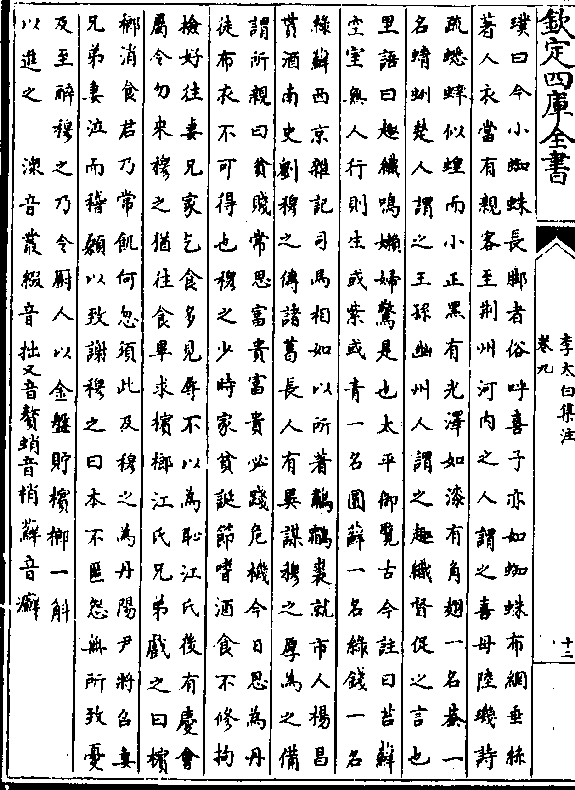 欽定四庫全書
李太白集注
卷九
十二
璞曰今小蜘蛛長脚者俗呼喜子亦如蜘蛛布網垂絲
著人衣當有親客至荆州河内之人謂之喜母陸璣詩
疏蟋蟀似蝗而小正黑有光澤如漆有角翅一名蛬一
名蜻蛚楚人謂之王孫幽州人謂之趣織督促之言也
里語曰趣織鳴嬾婦驚是也太平御覽古今註曰苔蘚
空室無人行則生或紫或青一名圓蘚一名綠錢一名
綠蘚西京雜記司馬相如以所着鷫鸘裘就市人楊昌
貰酒南史劉穆之傳諸葛長人有異謀穆之厚為之備
謂所親曰貧賤常思富貴富貴必踐危機今日思為丹
徒布衣不可得也穆之少時家貧誕節嗜酒食不修拘
檢好往妻兄家乞食多見辱不以為恥江氏後有慶會
屬令勿來穆之猶往食畢求檳榔江氏兄弟戲之曰檳
榔消食君乃常飢何忽須此及穆之為丹陽尹將召妻
兄弟妻泣而稽顙以致謝穆之曰本不匿怨無所致憂
及至醉穆之乃令厨人以金盤貯檳榔一斛
以進之 潀音叢綴音拙又音贅蛸音梢蘚音癬